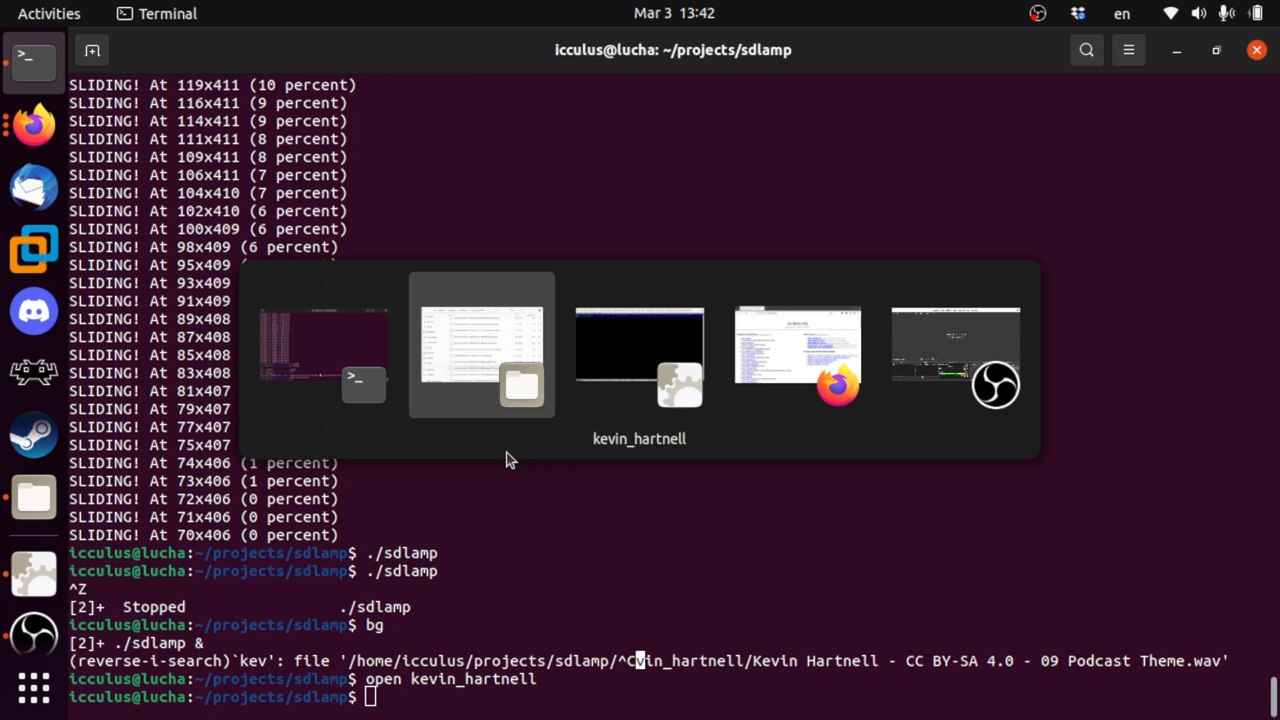 Activities
Terminal
Mar 3 13:42
en
icculus@lucha: ~/projects/sdlamp
SLIDING! At 119x411 (10 percent)
SLIDING! At 116x411 (9 percent)
SLIDING! At 114x411 (9 percent)
SLIDING! At 111x411 (8 percent)
SLIDING! At 109x411 (8 percent)
SLIDING! At 106x411 (7 percent)
SLIDING! At 104x410 (7 percent)
SLIDING! At 102x410 (6 percent)
SLIDING! At 100x409 (6 percent)
SLIDING! At 98x409 (6 percent)
SLIDING! At 95x409
SLIDING! At 93x409
SLIDING! At 91x409
SLIDING! At 89x408
SLIDING! At 87x408
SLIDING! At 85x408
SLIDING! At 83x408
SLIDING! At 81x407
SLIDING! At 79x407
SLIDING! At 77x407
SLIDING! At 75x407
kevin_hartnell
SLIDING! At 74x406 (1 percent)
SLIDING! At 73x406 (1 percent)
SLIDING! At 72x406 (0 percent)
SLIDING! At 71x406 (0 percent)
SLIDING! At 70x406 (0 percent)
icculus@lucha:~/projects/sdlamp$ ./sdlamp
icculus@lucha:~/projects/sdlamp$ ./sdlamp
^Z
[2]+  Stopped                 ./sdlamp
icculus@lucha:~/projects/sdlamp$ bg
[2]+ ./sdlamp &
(reverse-i-search)`kev': file '/home/icculus/projects/sdlamp/^Cvin_hartnell/Kevin Hartnell - CC BY-SA 4.0 - 09 Podcast Theme.wav'
icculus@lucha:~/projects/sdlamp$ open kevin_hartnell
icculus@lucha:~/projects/sdlamp$